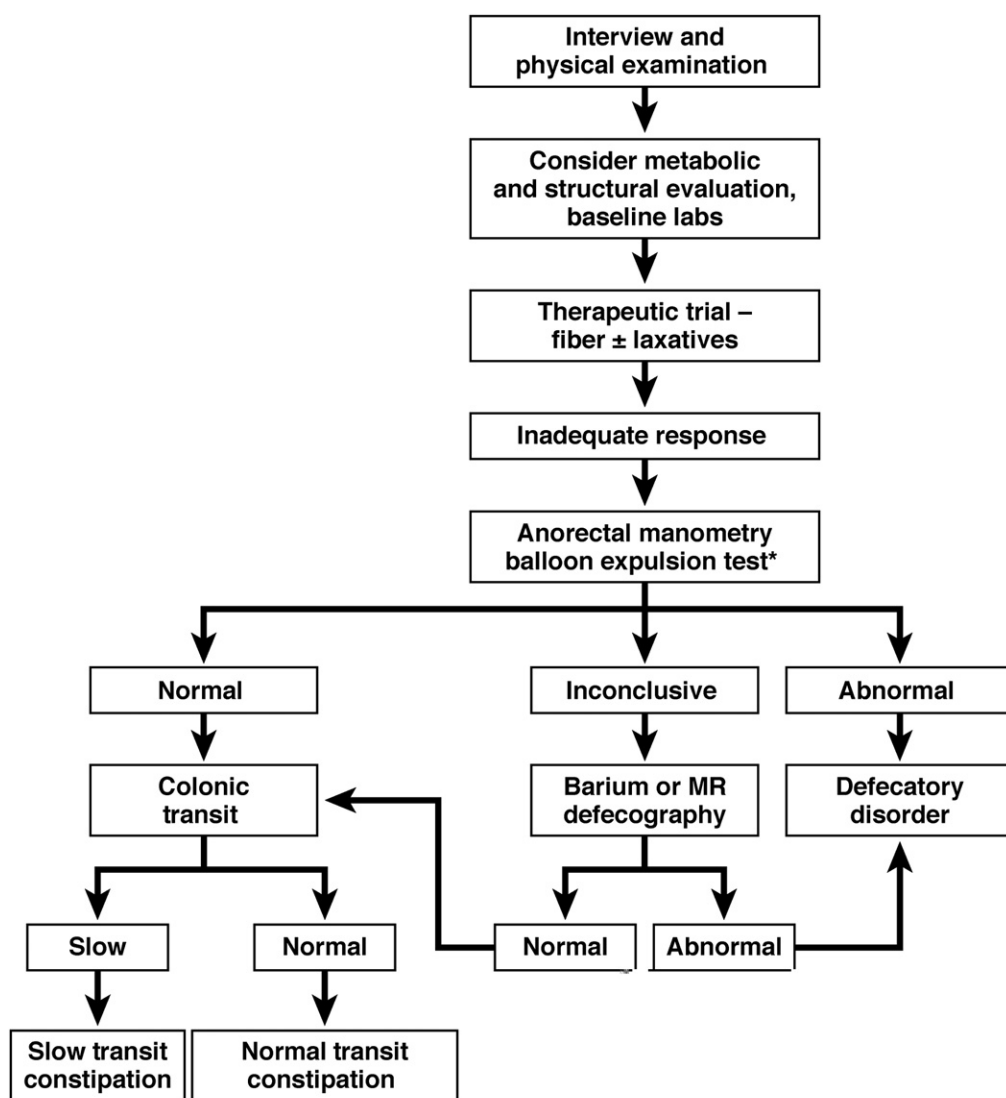 Interview and
physical examination
Consider metabolic
and structural evaluation,
baseline labs
Therapeutic trial –
fiber ± laxatives
Inadequate response
Anorectal manometry
balloon expulsion test*
Normal
Inconclusive
Abnormal
Colonic
transit
Barium or MR
defecography
Defecatory
disorder
Slow
Normal
Normal
Abnormal
Slow transit
constipation
Normal transit
constipation